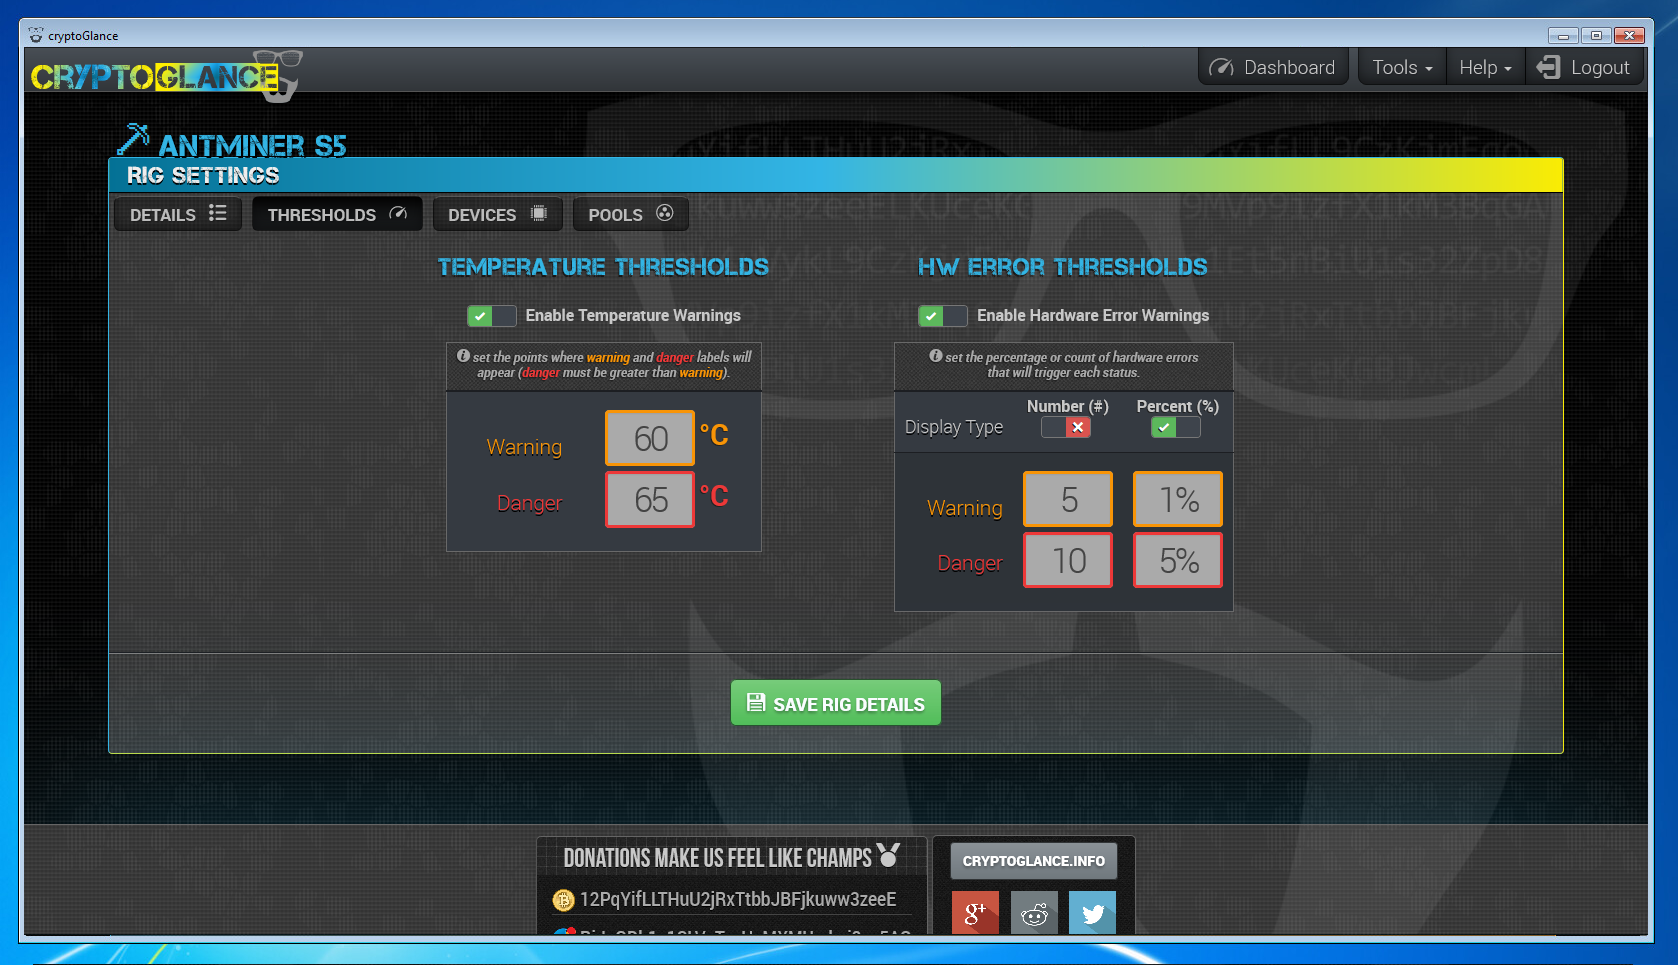 cryptoGlance
CRYPTOGLANCE
Dashboard
Tools
Help
Logout
ANTMINER S5
RIG SETTINGS
DETAILS
THRESHOLDS
DEVICES
POOLS
TEMPERATURE THRESHOLDS
Enable Temperature Warnings
set the points where warning and danger labels will
appear (danger must be greater than warning).
Warning 60 °C
Danger 65 °C
HW ERROR THRESHOLDS
Enable Hardware Error Warnings
set the percentage or count of hardware errors
that will trigger each status.
Number (#) Percent (%)
Display Type
Warning 5 1%
Danger 10 5%
SAVE RIG DETAILS
DONATIONS MAKE US FEEL LIKE CHAMPS
12PqYifLLTHuU2jRxTtbbJBFjkuww3zeeE
CRYPTOGLANCE.INFO
g+